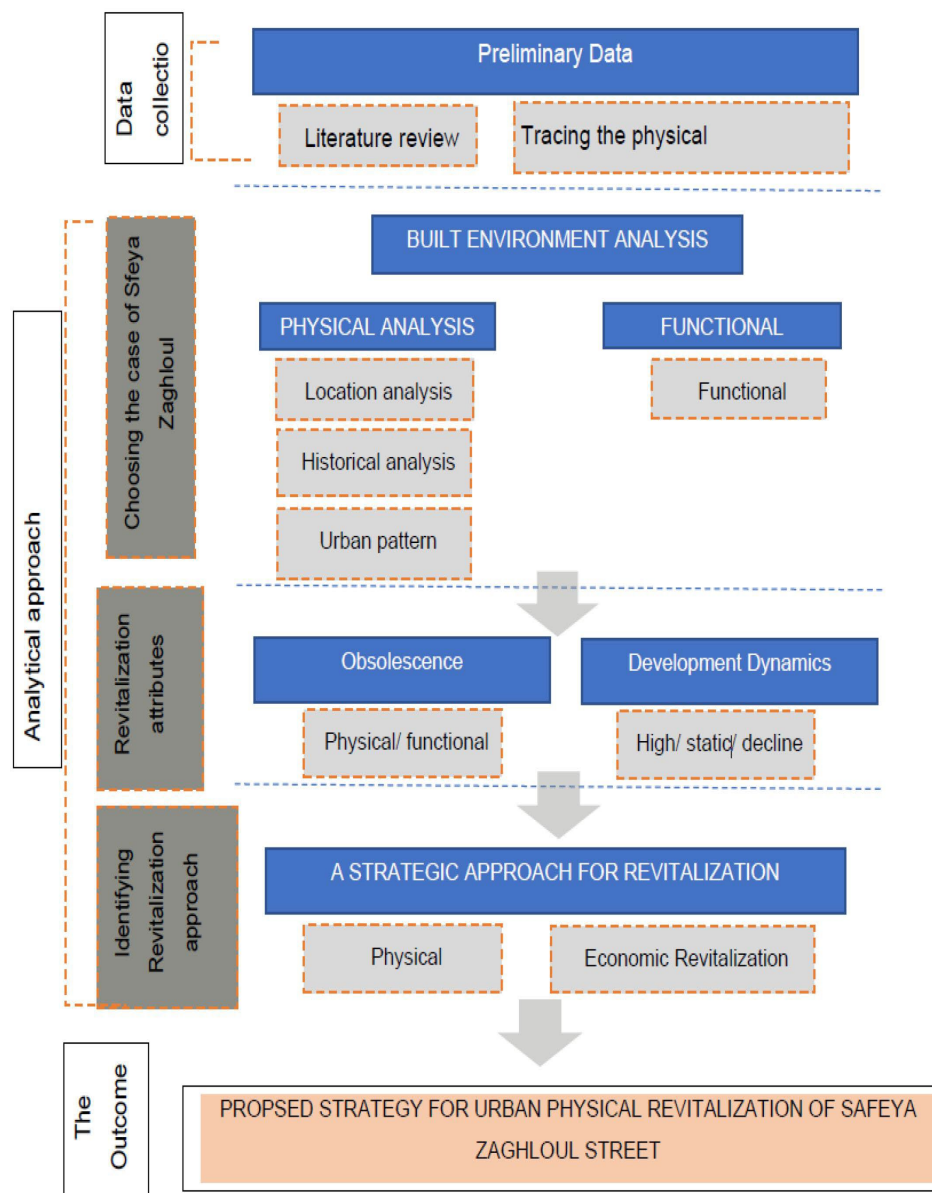 Data
collectio
Preliminary Data
Literature review
Tracing the physical
Analytical approach
Choosing the case of Sfeya
Zaghloul
BUILT ENVIRONMENT ANALYSIS
PHYSICAL ANALYSIS
FUNCTIONAL
Location analysis
Functional
Historical analysis
Urban pattern
Revitalization
attributes
Obsolescence
Development Dynamics
Physical/ functional
High/ static/ decline
Identifying
Revitalization
approach
A STRATEGIC APPROACH FOR REVITALIZATION
Physical
Economic Revitalization
The
Outcome
PROPSED STRATEGY FOR URBAN PHYSICAL REVITALIZATION OF SAFEYA
ZAGHLOUL STREET